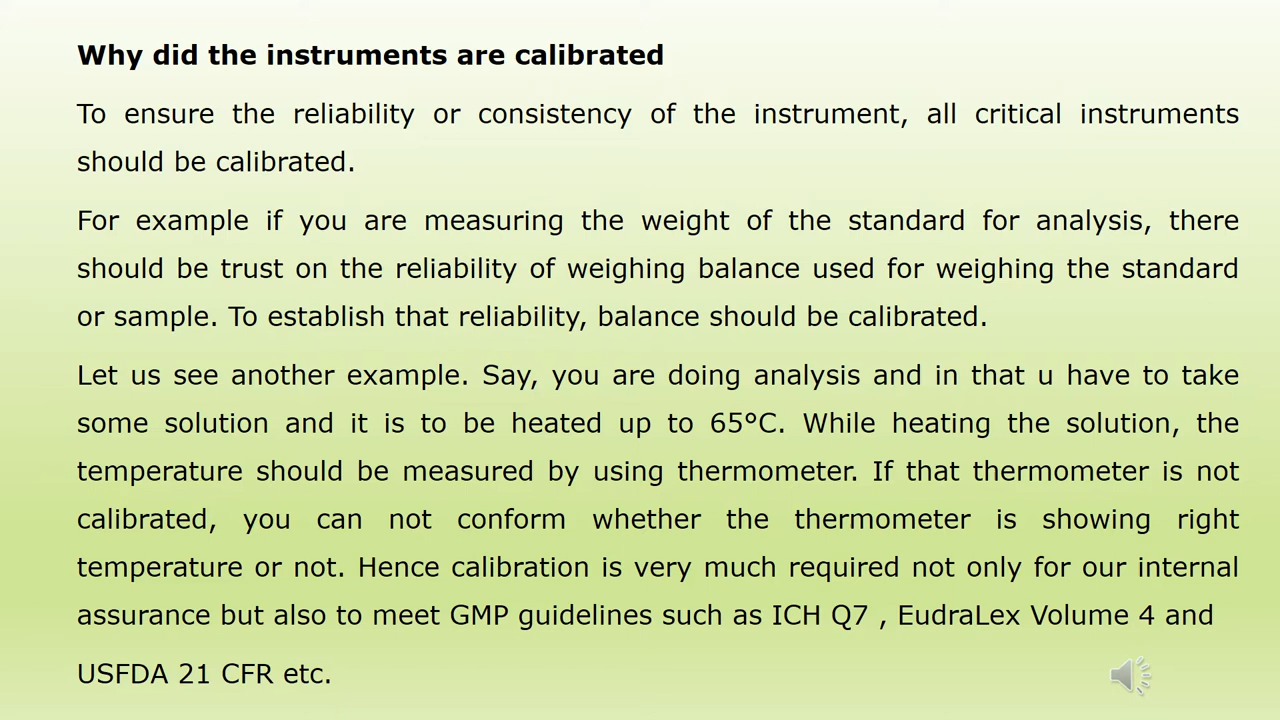 Why did the instruments are calibrated
To ensure the reliability or consistency of the instrument, all critical instruments
should be calibrated.
For example if you are measuring the weight of the standard for analysis, there
should be trust on the reliability of weighing balance used for weighing the standard
or sample. To establish that reliability, balance should be calibrated.
Let us see another example. Say, you are doing analysis and in that u have to take
some solution and it is to be heated up to 65°C. While heating the solution, the
temperature should be measured by using thermometer. If that thermometer is not
calibrated, you can not conform whether the thermometer is showing right
temperature or not. Hence calibration is very much required not only for our internal
assurance but also to meet GMP guidelines such as ICH Q7 , EudraLex Volume 4 and
USFDA 21 CFR etc.